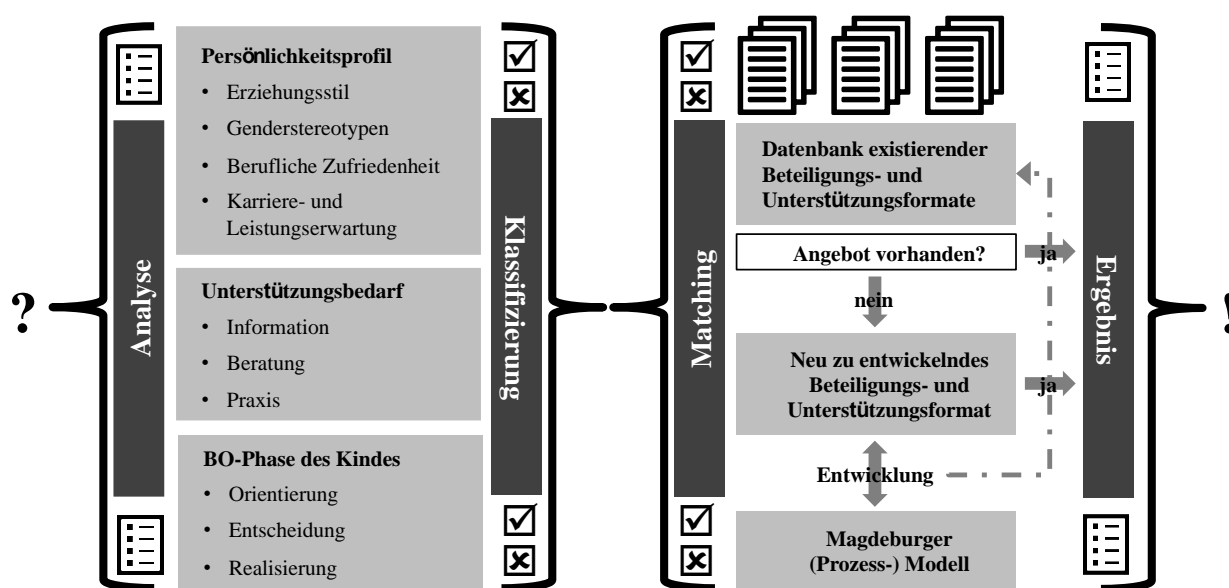 ?
Analyse
Persönlichkeitsprofil
• Erziehungsstil
• Genderstereotypen
• Berufliche Zufriedenheit
• Karriere- und
Leistungserwartung
Unterstützungsbedarf
• Information
• Beratung
• Praxis
BO-Phase des Kindes
• Orientierung
• Entscheidung
• Realisierung
Klassifizierung
Matching
Datenbank existierender
Beteiligungs- und
Unterstützungsformate
Angebot vorhanden?
ja
nein
Neu zu entwickelndes
Beteiligungs- und
Unterstützungsformat
ja
Entwicklung
Magdeburger
(Prozess-) Modell
Ergebnis
!